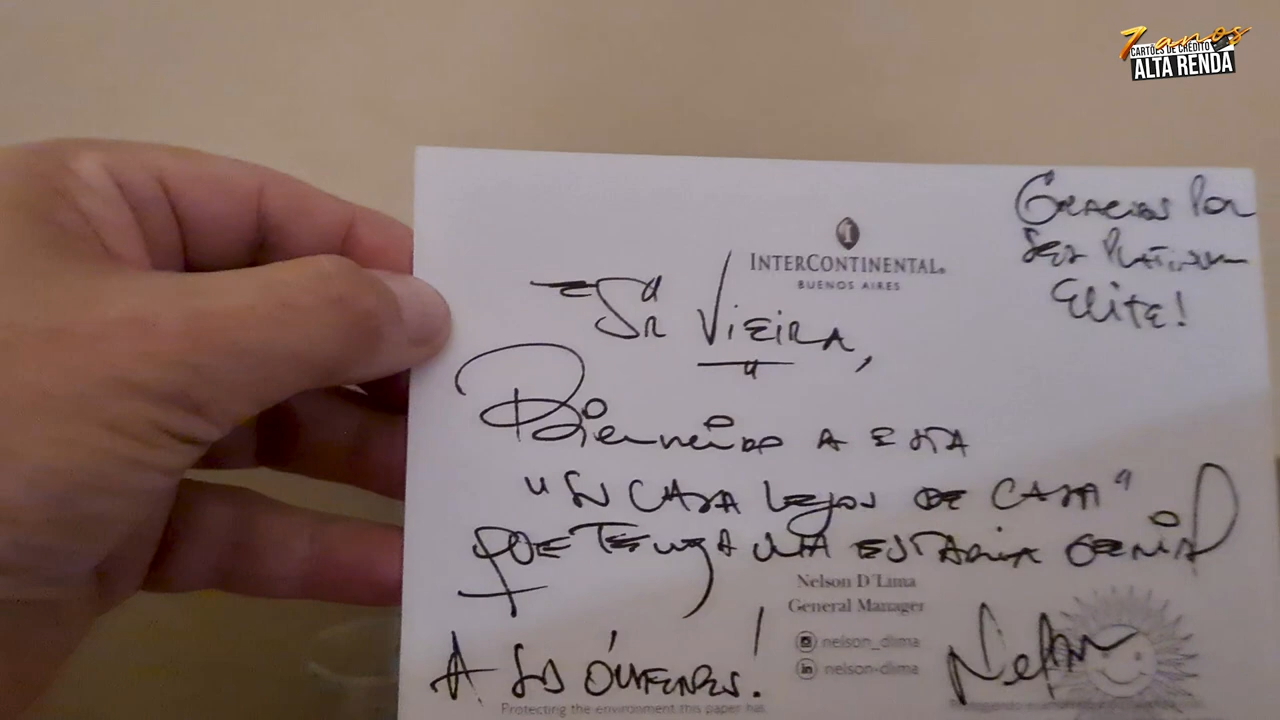 7 anos
CARTÕES DE CRÉDITO
ALTA RENDA
Gracias por
ser Platinum
Elite!
INTERCONTINENTAL®
BUENOS AIRES
Sr Vieira,
Bienvenido a esta
"su casa lejos de casa"
que tenga una estadia genial
Nelson D'Lima
General Manager
nelson_dlima
nelson-dlima
A sus órdenes!
Nelson
Protecting the environment this paper has